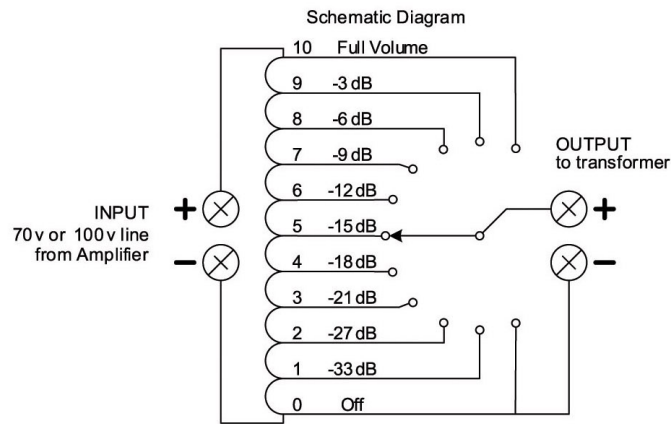 Schematic Diagram
10 Full Volume
9 -3 dB
8 -6 dB
7 -9 dB
6 -12 dB
5 -15 dB
4 -18 dB
3 -21 dB
2 -27 dB
1 -33 dB
0 Off
INPUT
70 v or 100 v line
from Amplifier
+
−
OUTPUT
to transformer
+
−